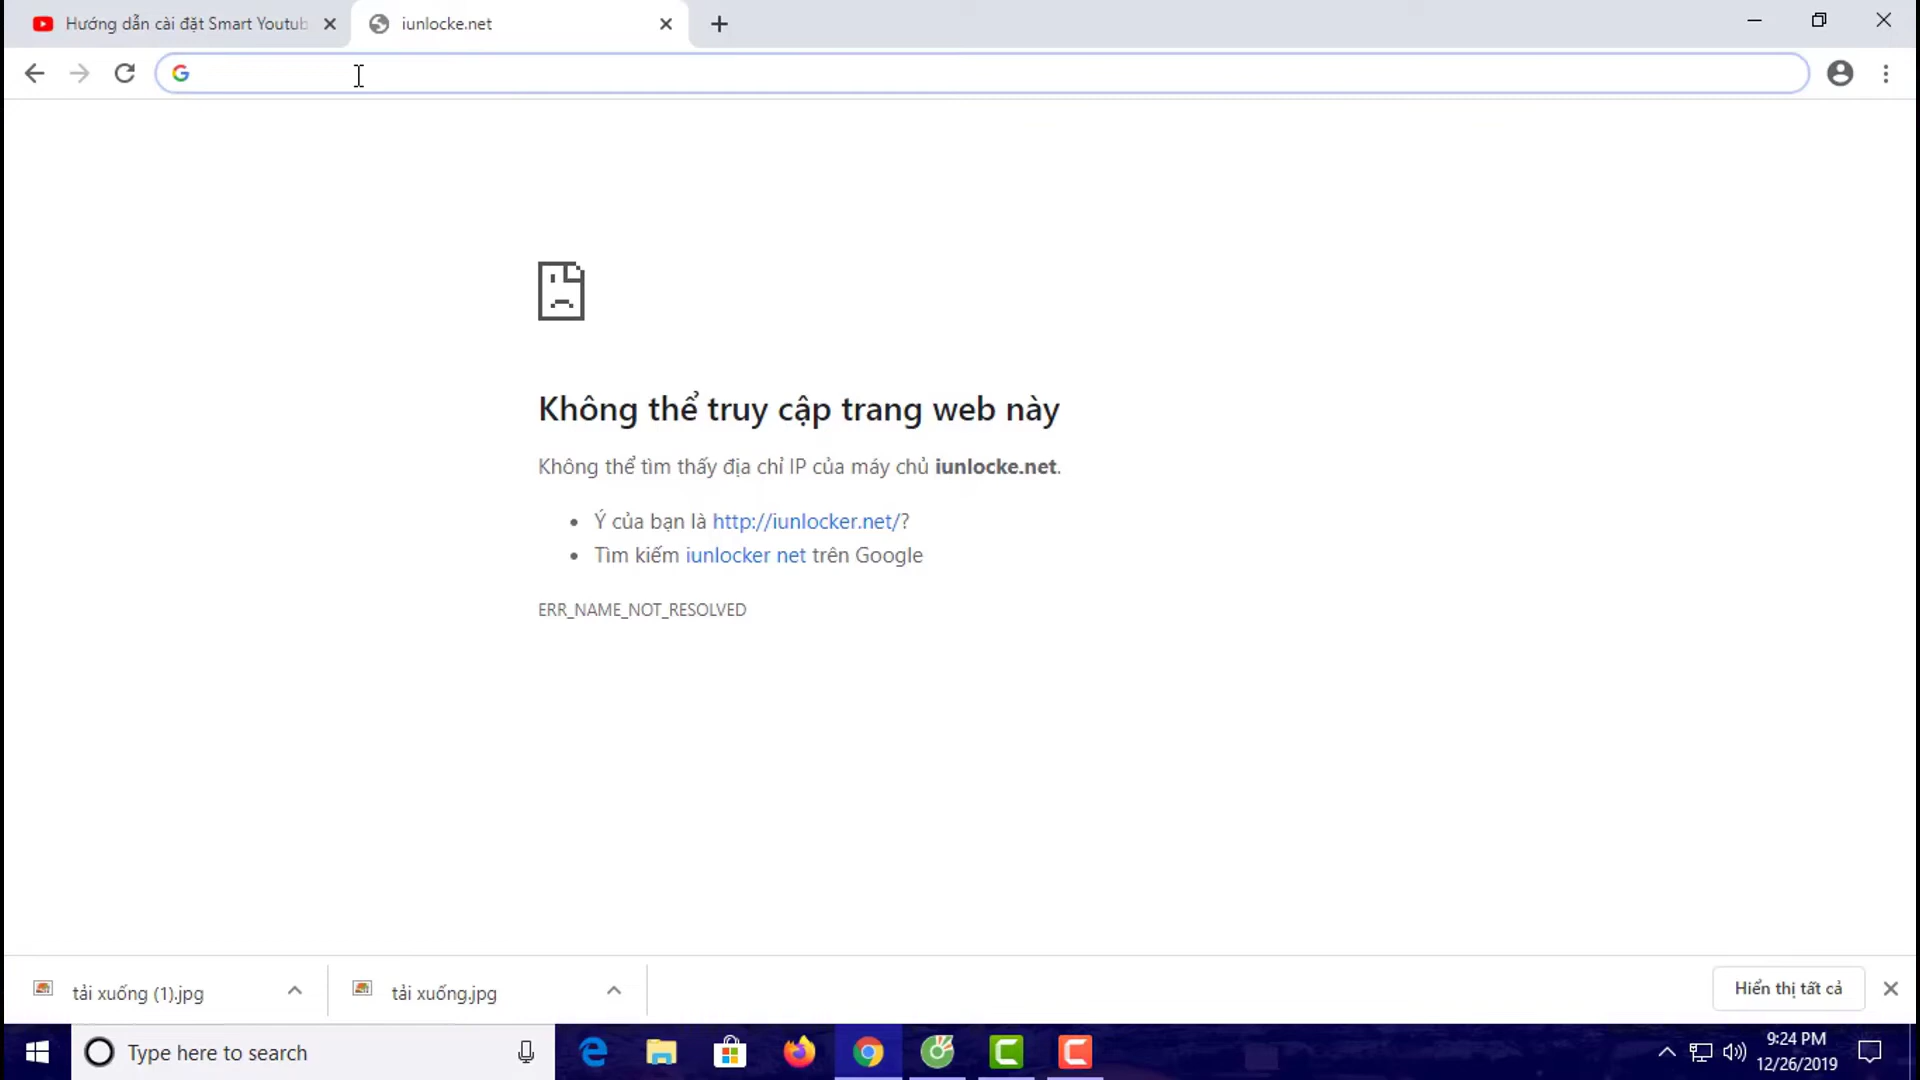 Hướng dẫn cài đặt Smart Youtub
iunlocke.net
Không thể truy cập trang web này
Không thể tìm thấy địa chỉ IP của máy chủ iunlocke.net.
Ý của bạn là http://iunlocker.net/?
Tìm kiếm iunlocker net trên Google
ERR_NAME_NOT_RESOLVED
tải xuống (1).jpg
tải xuống.jpg
Hiển thị tất cả
Type here to search
9:24 PM
12/26/2019